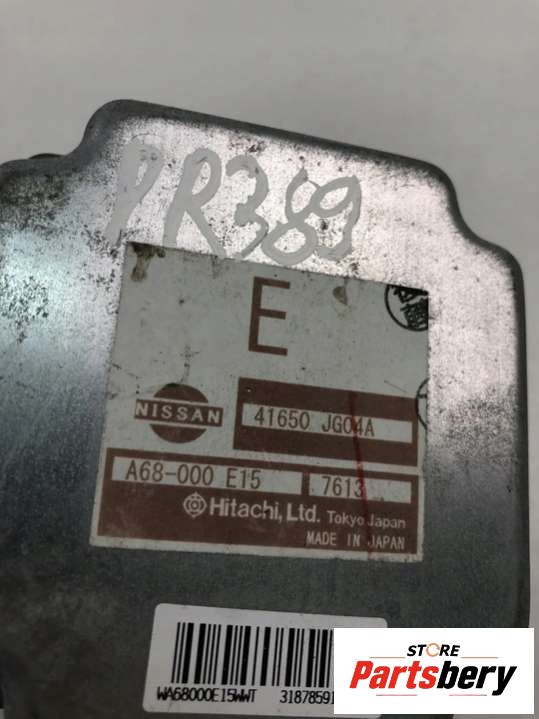 PR389
E
NISSAN
41650 JG04A
A68-000 E15
7613
Hitachi, Ltd. Tokyo Japan
MADE IN JAPAN
WA68000E15WWT
STORE
Partsbery